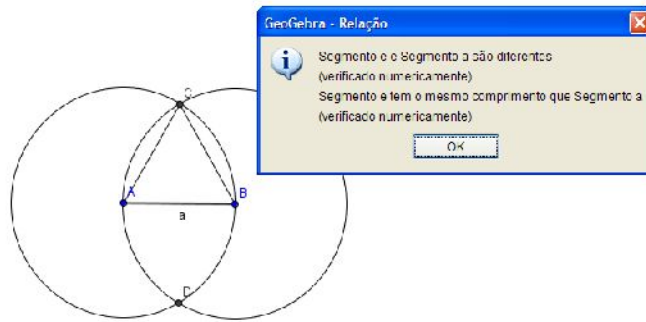 GeoGebra - Relação
Segmento e e Segmento a são diferentes
(verificado numericamente)
Segmento e tem o mesmo comprimento que Segmento a
(verificado numericamente)
OK
C
A
B
a
D